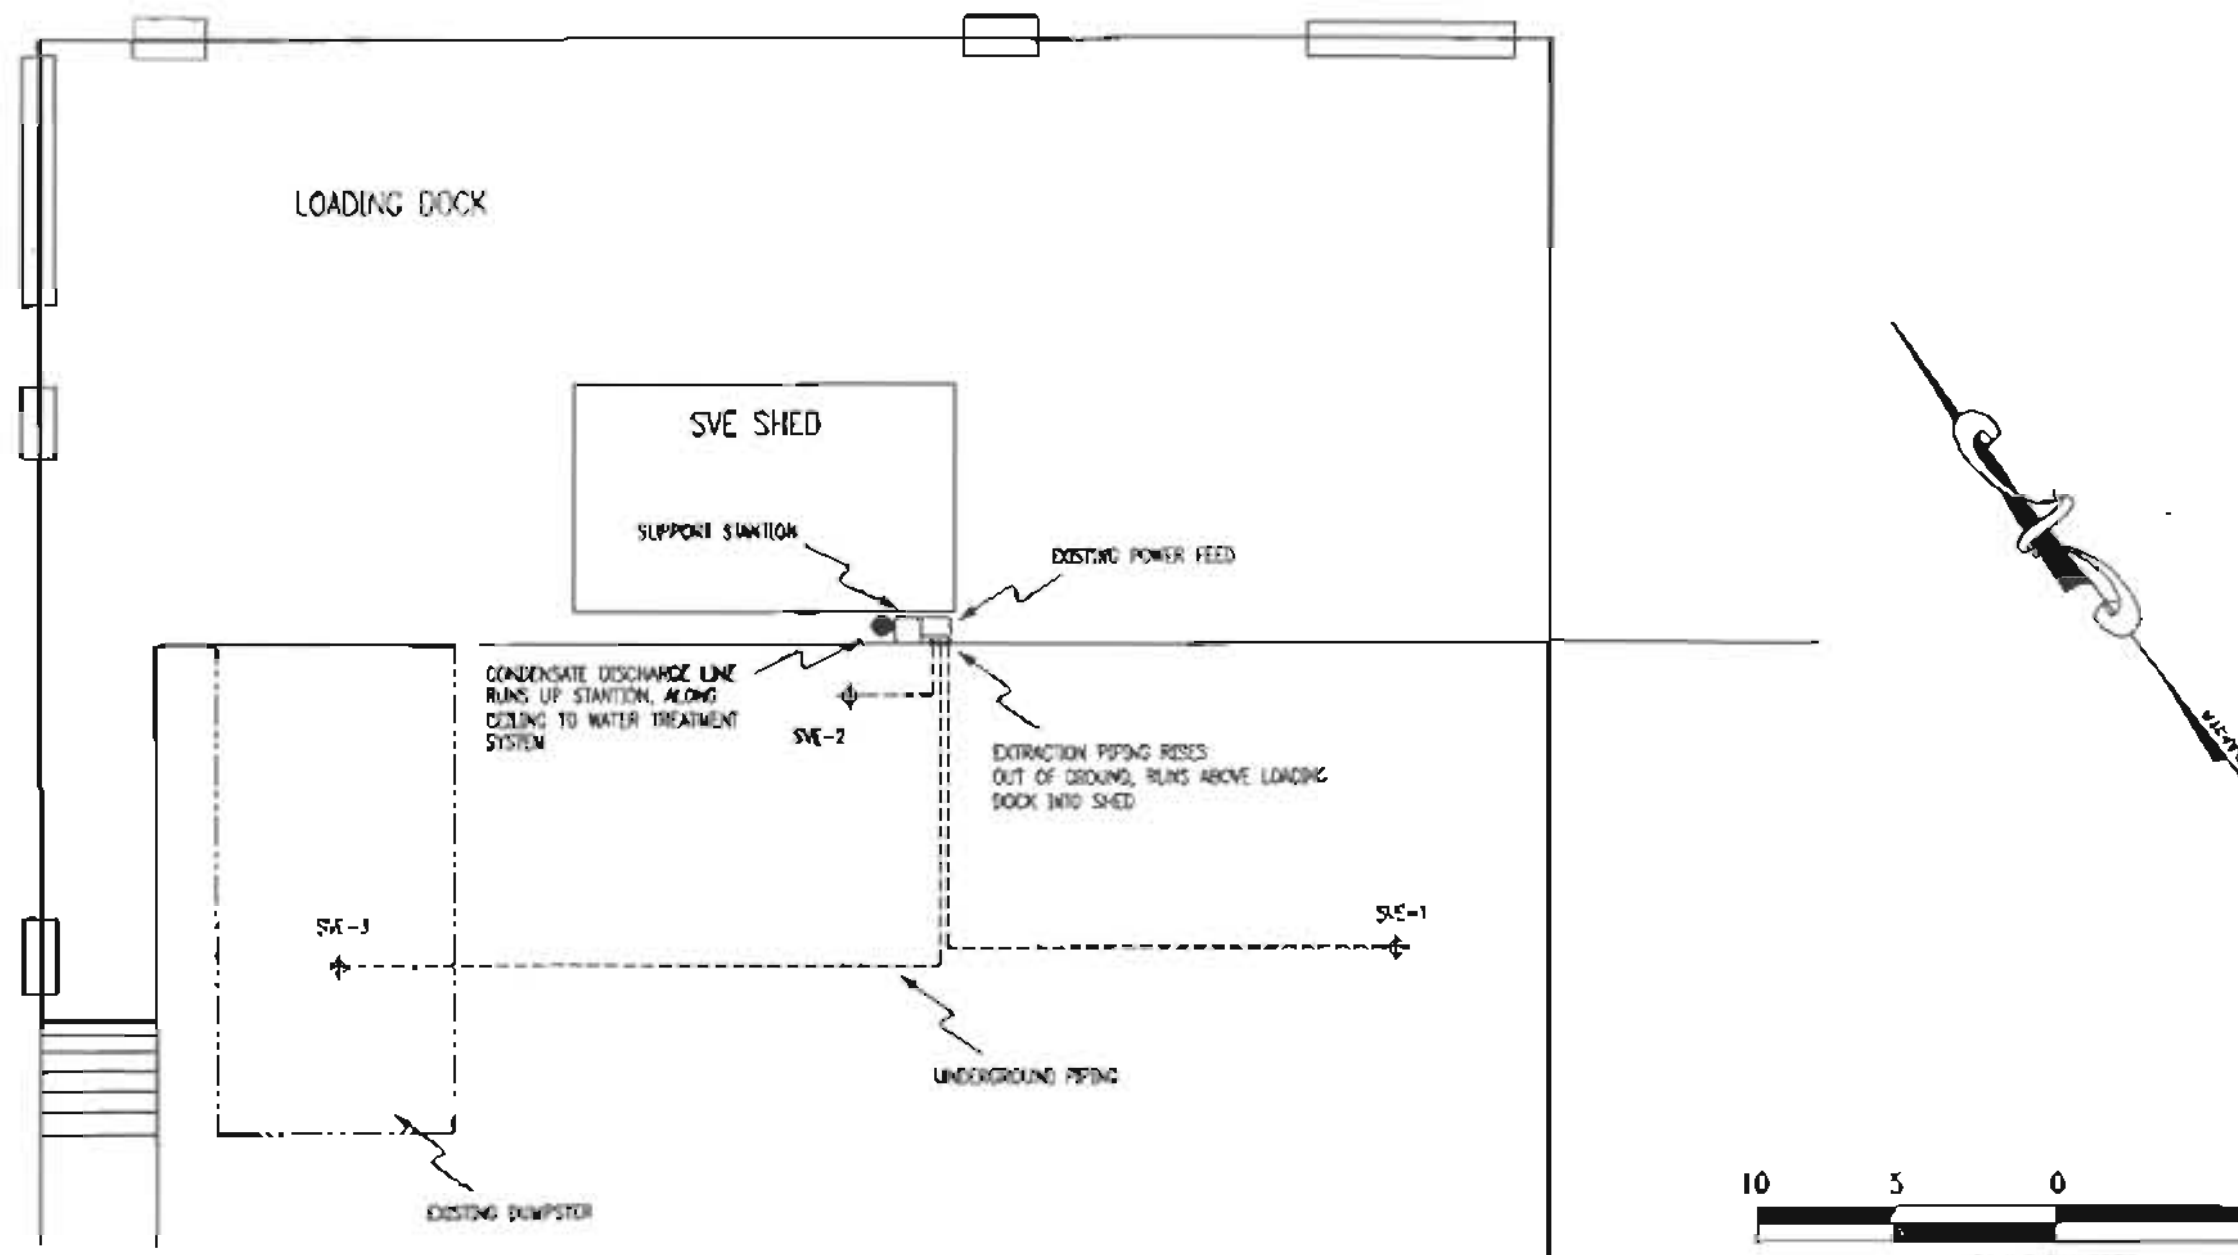 LOADING DOCK
SVE SHED
SUPPORT STANTION
EXISTING POWER FEED
CONDENSATE DISCHARGE LINE
RUNS UP STANTION, ALONG
CEILING TO WATER TREATMENT
SYSTEM
SVE-2
EXTRACTION PIPING RISES
OUT OF GROUND, RUNS ABOVE LOADING
DOCK INTO SHED
SVE-3
SVE-1
UNDERGROUND PIPING
EXISTING DUMPSTER
10 5 0